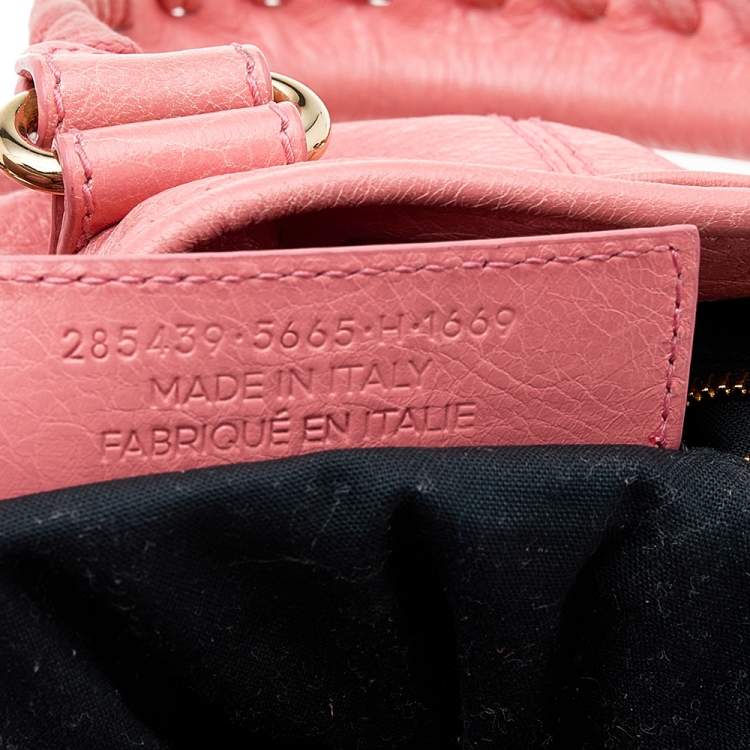 285439·5665·H·1669
MADE IN ITALY
FABRIQUÉ EN ITALIE